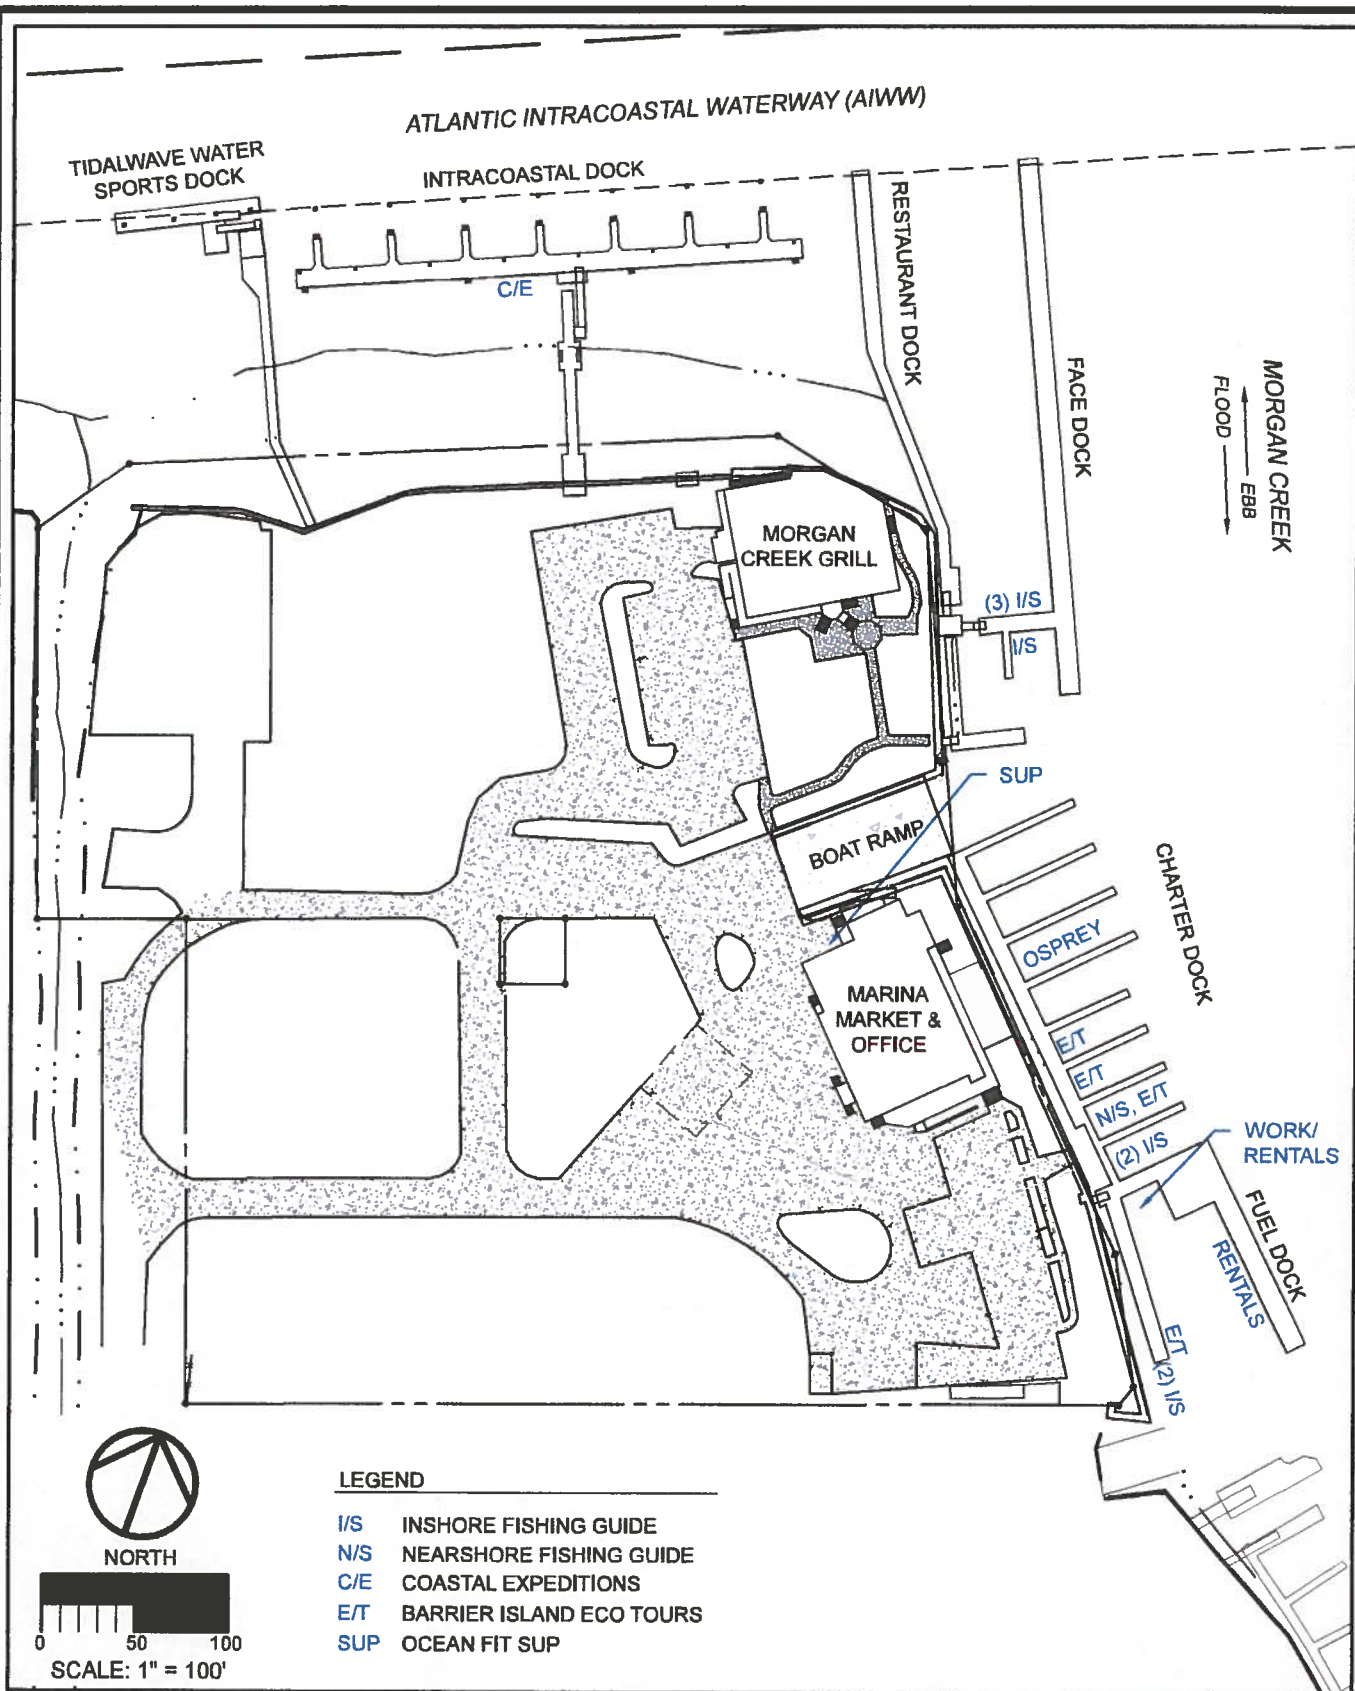 ATLANTIC INTRACOASTAL WATERWAY (AIWW)
TIDALWAVE WATER
SPORTS DOCK
INTRACOASTAL DOCK
C/E
RESTAURANT DOCK
FACE DOCK
MORGAN CREEK
EBB
FLOOD
MORGAN
CREEK GRILL
(3) I/S
I/S
SUP
BOAT RAMP
CHARTER DOCK
OSPREY
MARINA
MARKET &
OFFICE
E/T
E/T
N/S, E/T
(2) I/S
WORK/
RENTALS
FUEL DOCK
RENTALS
E/T
(2) I/S
NORTH
0 50 100
SCALE: 1" = 100'
LEGEND
I/S INSHORE FISHING GUIDE
N/S NEARSHORE FISHING GUIDE
C/E COASTAL EXPEDITIONS
E/T BARRIER ISLAND ECO TOURS
SUP OCEAN FIT SUP